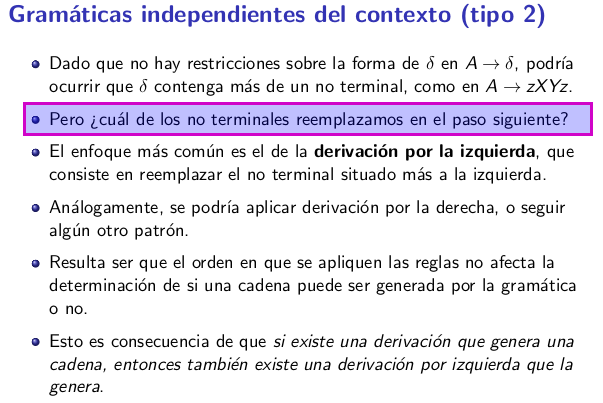 Gramáticas independientes del contexto (tipo 2)
Dado que no hay restricciones sobre la forma de δ en A → δ, podría
ocurrir que δ contenga más de un no terminal, como en A → zXYz.
Pero ¿cuál de los no terminales reemplazamos en el paso siguiente?
El enfoque más común es el de la derivación por la izquierda, que
consiste en reemplazar el no terminal situado más a la izquierda.
Análogamente, se podría aplicar derivación por la derecha, o seguir
algún otro patrón.
Resulta ser que el orden en que se apliquen las reglas no afecta la
determinación de si una cadena puede ser generada por la gramática
o no.
Esto es consecuencia de que si existe una derivación que genera una
cadena, entonces también existe una derivación por izquierda que la
genera.